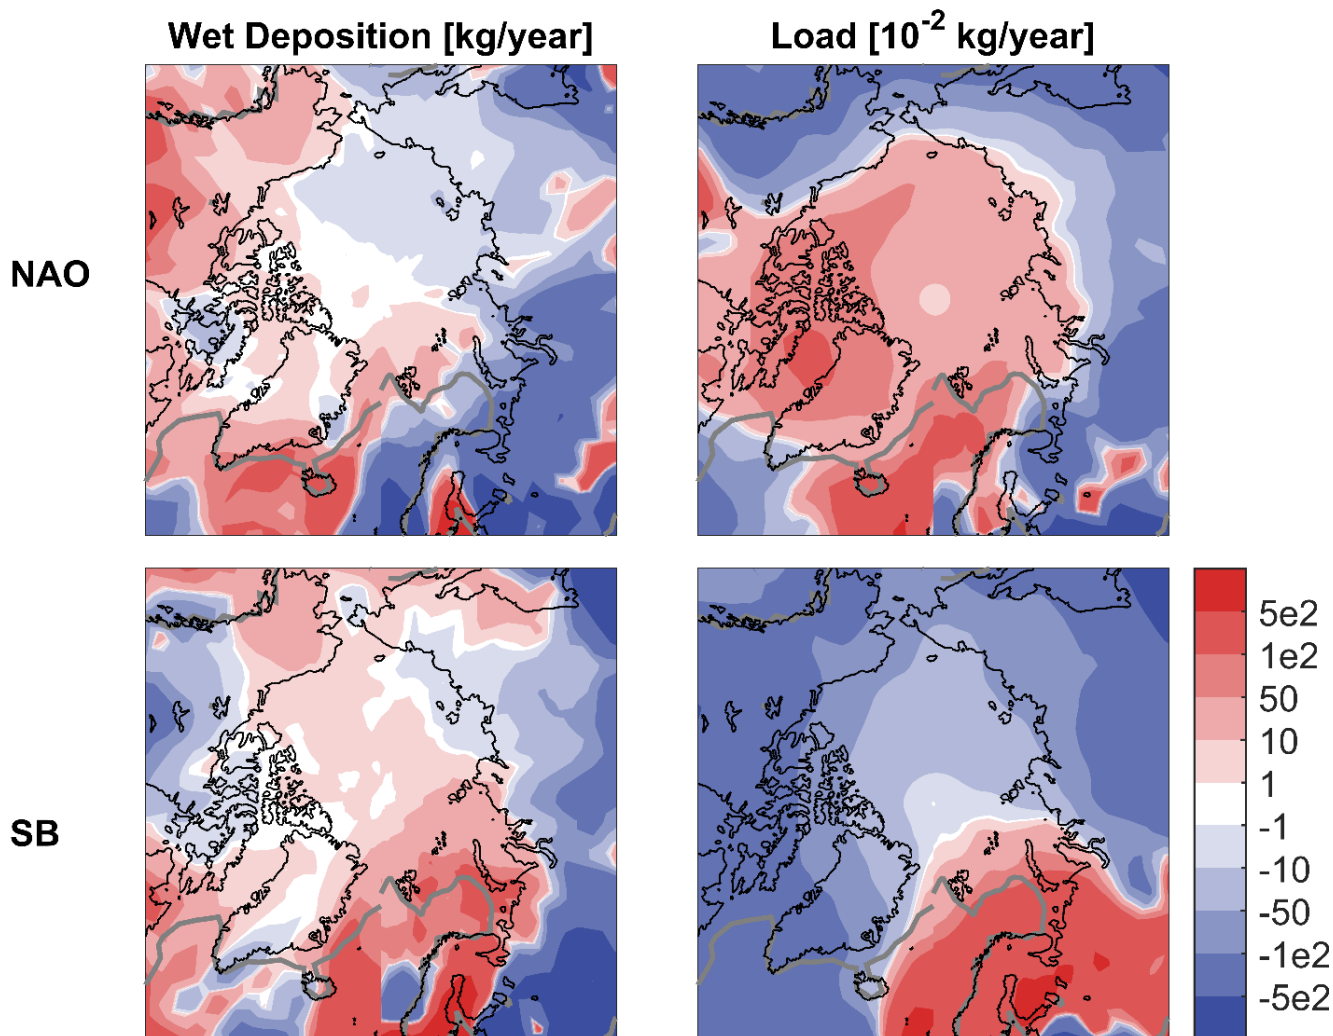 Wet Deposition [kg/year]
Load [10⁻² kg/year]
NAO
SB
5e2
1e2
50
10
1
-1
-10
-50
-1e2
-5e2